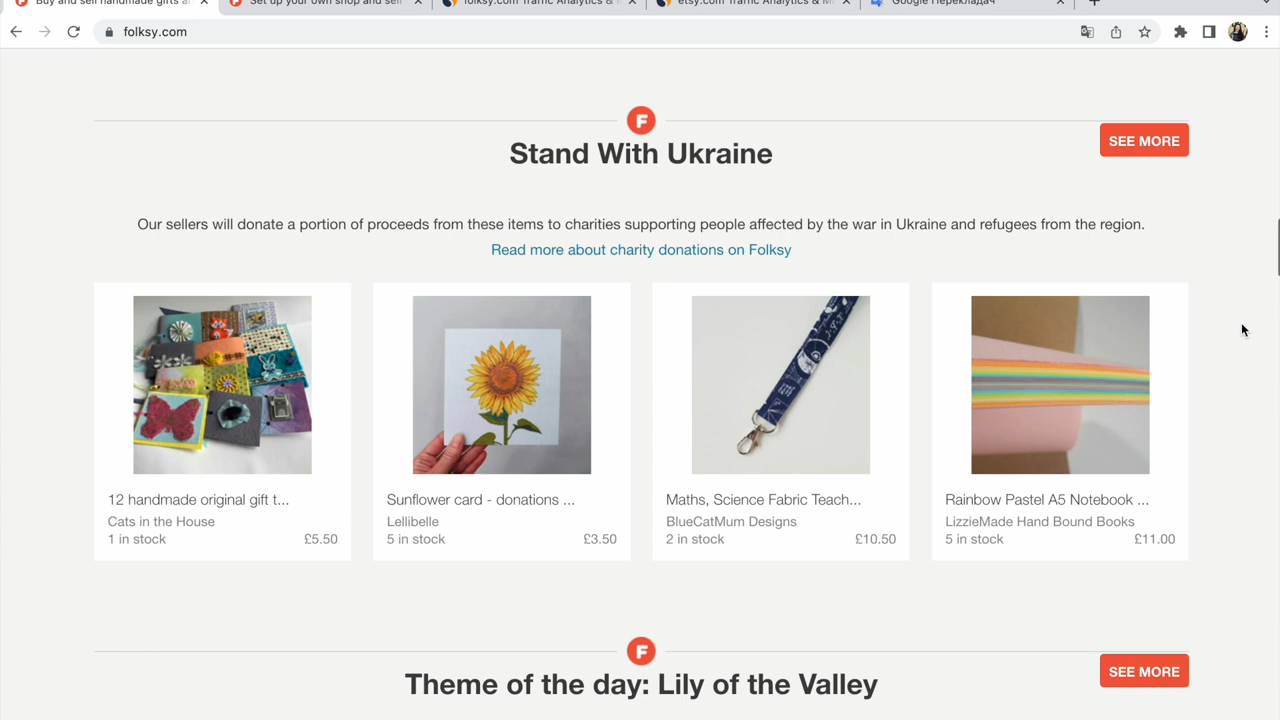 Buy and sell handmade gifts a
Set up your own shop and sell
folksy.com Traffic Analytics &
etsy.com Traffic Analytics & M
Google Перекладач
folksy.com
F
SEE MORE
Stand With Ukraine
Our sellers will donate a portion of proceeds from these items to charities supporting people affected by the war in Ukraine and refugees from the region.
Read more about charity donations on Folksy
12 handmade original gift t...
Cats in the House
1 in stock
£5.50
Sunflower card - donations ...
Lellibelle
5 in stock
£3.50
Maths, Science Fabric Teach...
BlueCatMum Designs
2 in stock
£10.50
Rainbow Pastel A5 Notebook ...
LizzieMade Hand Bound Books
5 in stock
£11.00
F
SEE MORE
Theme of the day: Lily of the Valley